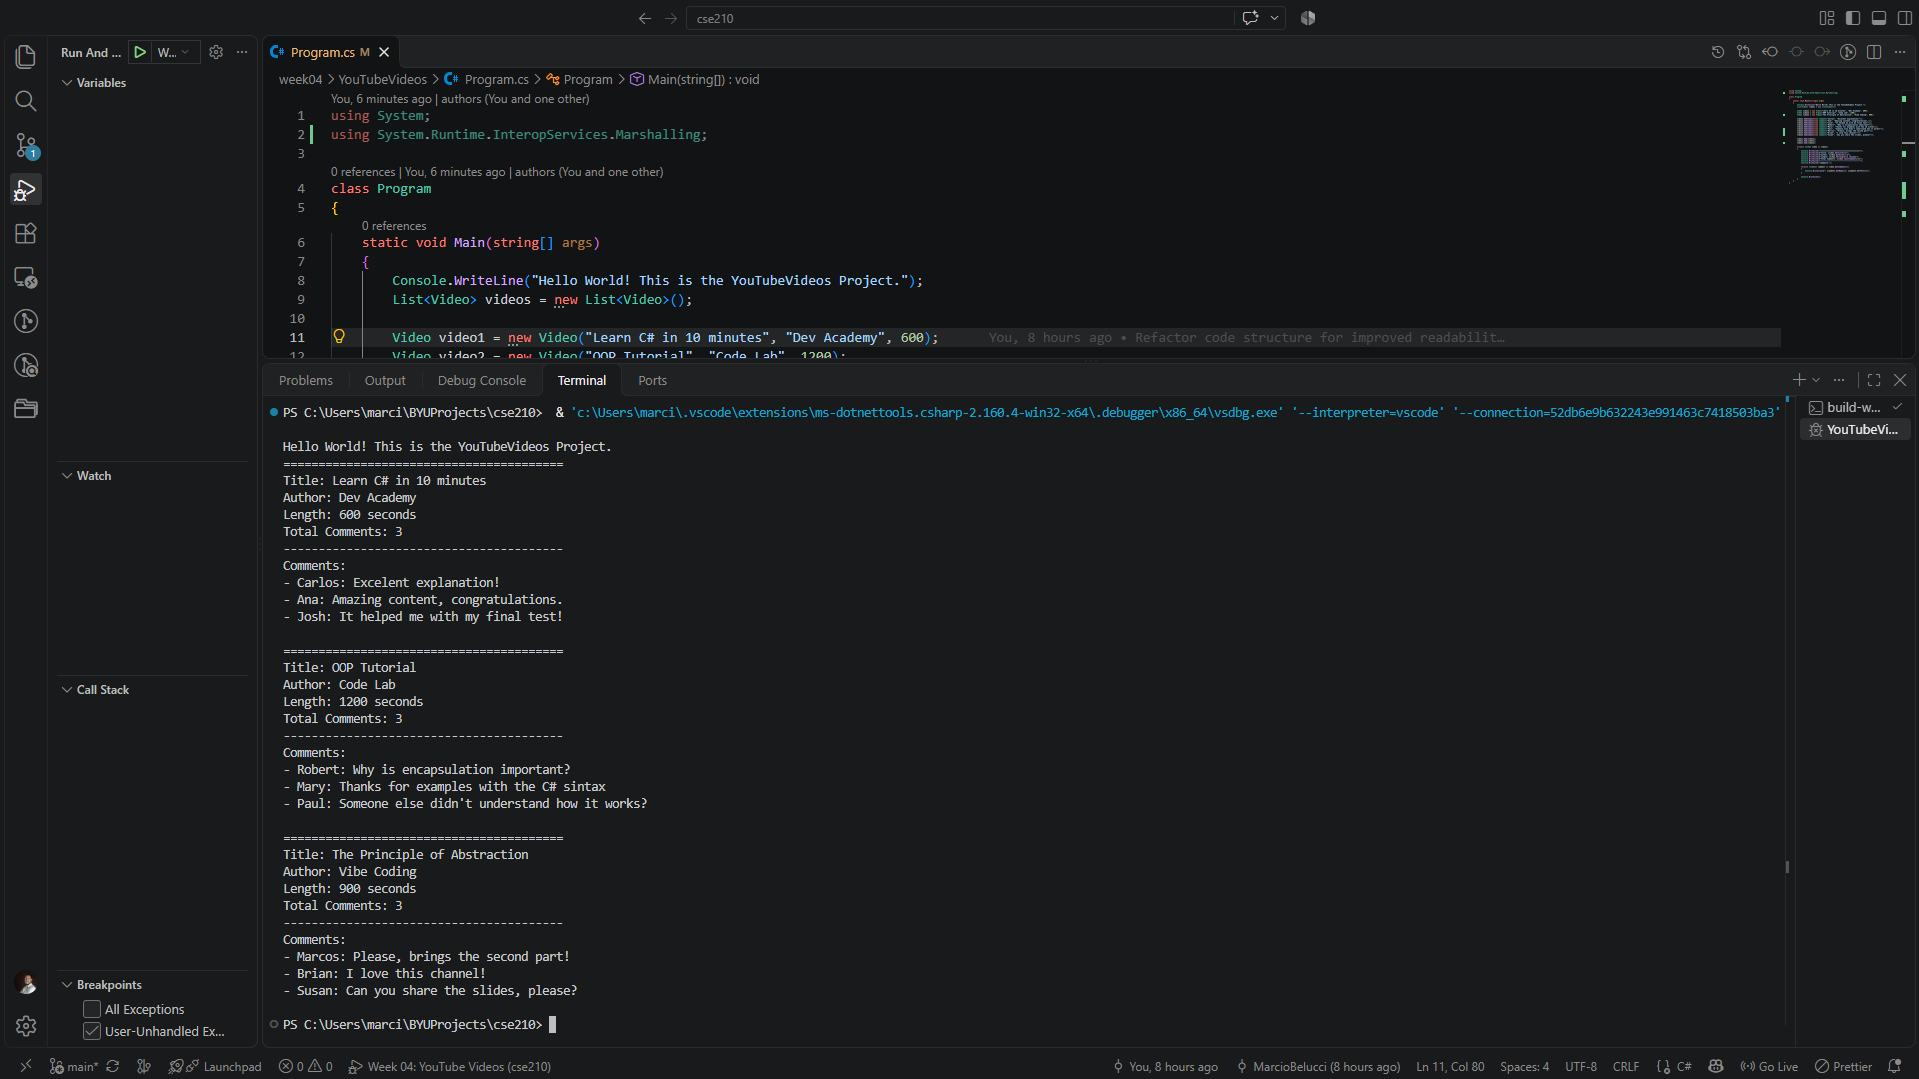 cse210
Run And ...
W...
Program.cs M
Variables
week04 > YouTubeVideos > Program.cs > Program > Main(string[]) : void
You, 6 minutes ago | authors (You and one other)
1 using System;
2 using System.Runtime.InteropServices.Marshalling;
3
0 references | You, 6 minutes ago | authors (You and one other)
4 class Program
5 {
0 references
6 static void Main(string[] args)
7 {
8 Console.WriteLine("Hello World! This is the YouTubeVideos Project.");
9 List<Video> videos = new List<Video>();
10
11 Video video1 = new Video("Learn C# in 10 minutes", "Dev Academy", 600); You, 8 hours ago • Refactor code structure for improved readabilit…
12 Video video2 = new Video("OOP Tutorial", "Code Lab", 1200);
Problems Output Debug Console Terminal Ports
PS C:\Users\marci\BYUProjects\cse210> & 'c:\Users\marci\.vscode\extensions\ms-dotnettools.csharp-2.160.4-win32-x64\.debugger\x86_64\vsdbg.exe' '--interpreter=vscode' '--connection=52db6e9b632243e991463c7418503ba3'
build-w...
YouTubeVi...
Hello World! This is the YouTubeVideos Project.
========================================
Title: Learn C# in 10 minutes
Author: Dev Academy
Length: 600 seconds
Total Comments: 3
----------------------------------------
Comments:
- Carlos: Excelent explanation!
- Ana: Amazing content, congratulations.
- Josh: It helped me with my final test!
========================================
Title: OOP Tutorial
Author: Code Lab
Length: 1200 seconds
Total Comments: 3
----------------------------------------
Comments:
- Robert: Why is encapsulation important?
- Mary: Thanks for examples with the C# sintax
- Paul: Someone else didn't understand how it works?
========================================
Title: The Principle of Abstraction
Author: Vibe Coding
Length: 900 seconds
Total Comments: 3
----------------------------------------
Comments:
- Marcos: Please, brings the second part!
- Brian: I love this channel!
- Susan: Can you share the slides, please?
PS C:\Users\marci\BYUProjects\cse210>
Watch
Call Stack
Breakpoints
All Exceptions
User-Unhandled Ex...
1
main* Launchpad 0 0 Week 04: YouTube Videos (cse210) You, 8 hours ago MarcioBelucci (8 hours ago) Ln 11, Col 80 Spaces: 4 UTF-8 CRLF C# Go Live Prettier